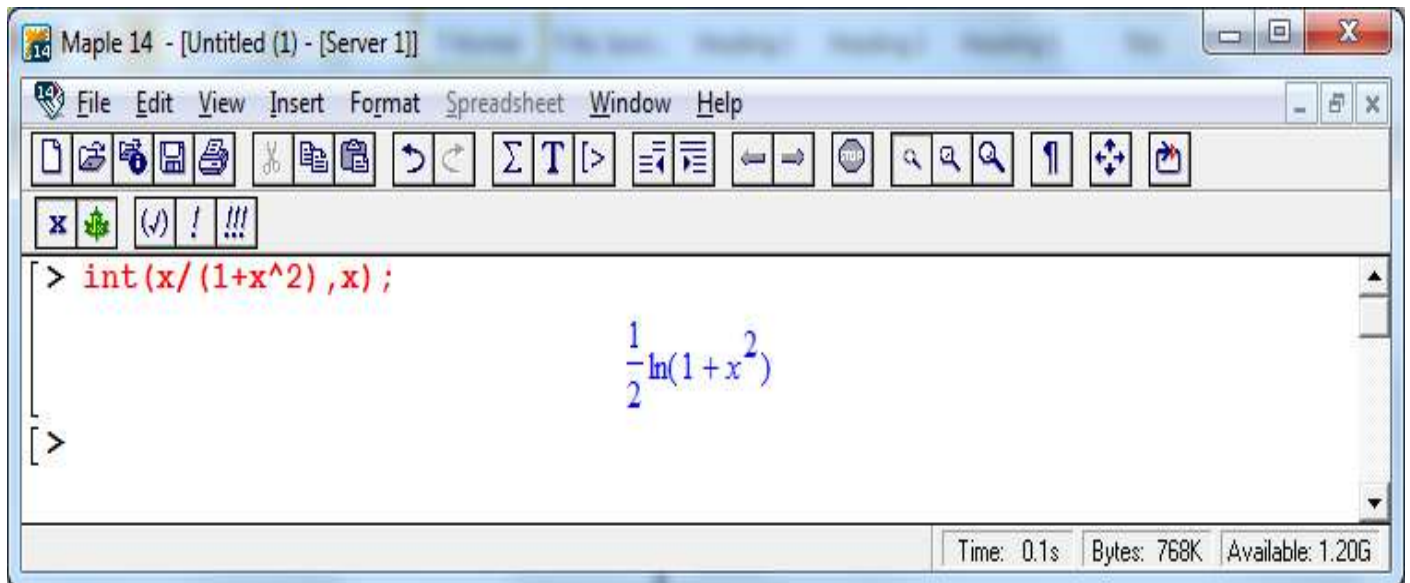 Maple 14 - [Untitled (1) - [Server 1]]
File Edit View Insert Format Spreadsheet Window Help
Σ T [> STOP ¶
x (√) ! !!!
[> int(x/(1+x^2),x);
1/2 ln(1 + x^2)
[>
Time: 0.1s Bytes: 768K Available: 1.20G